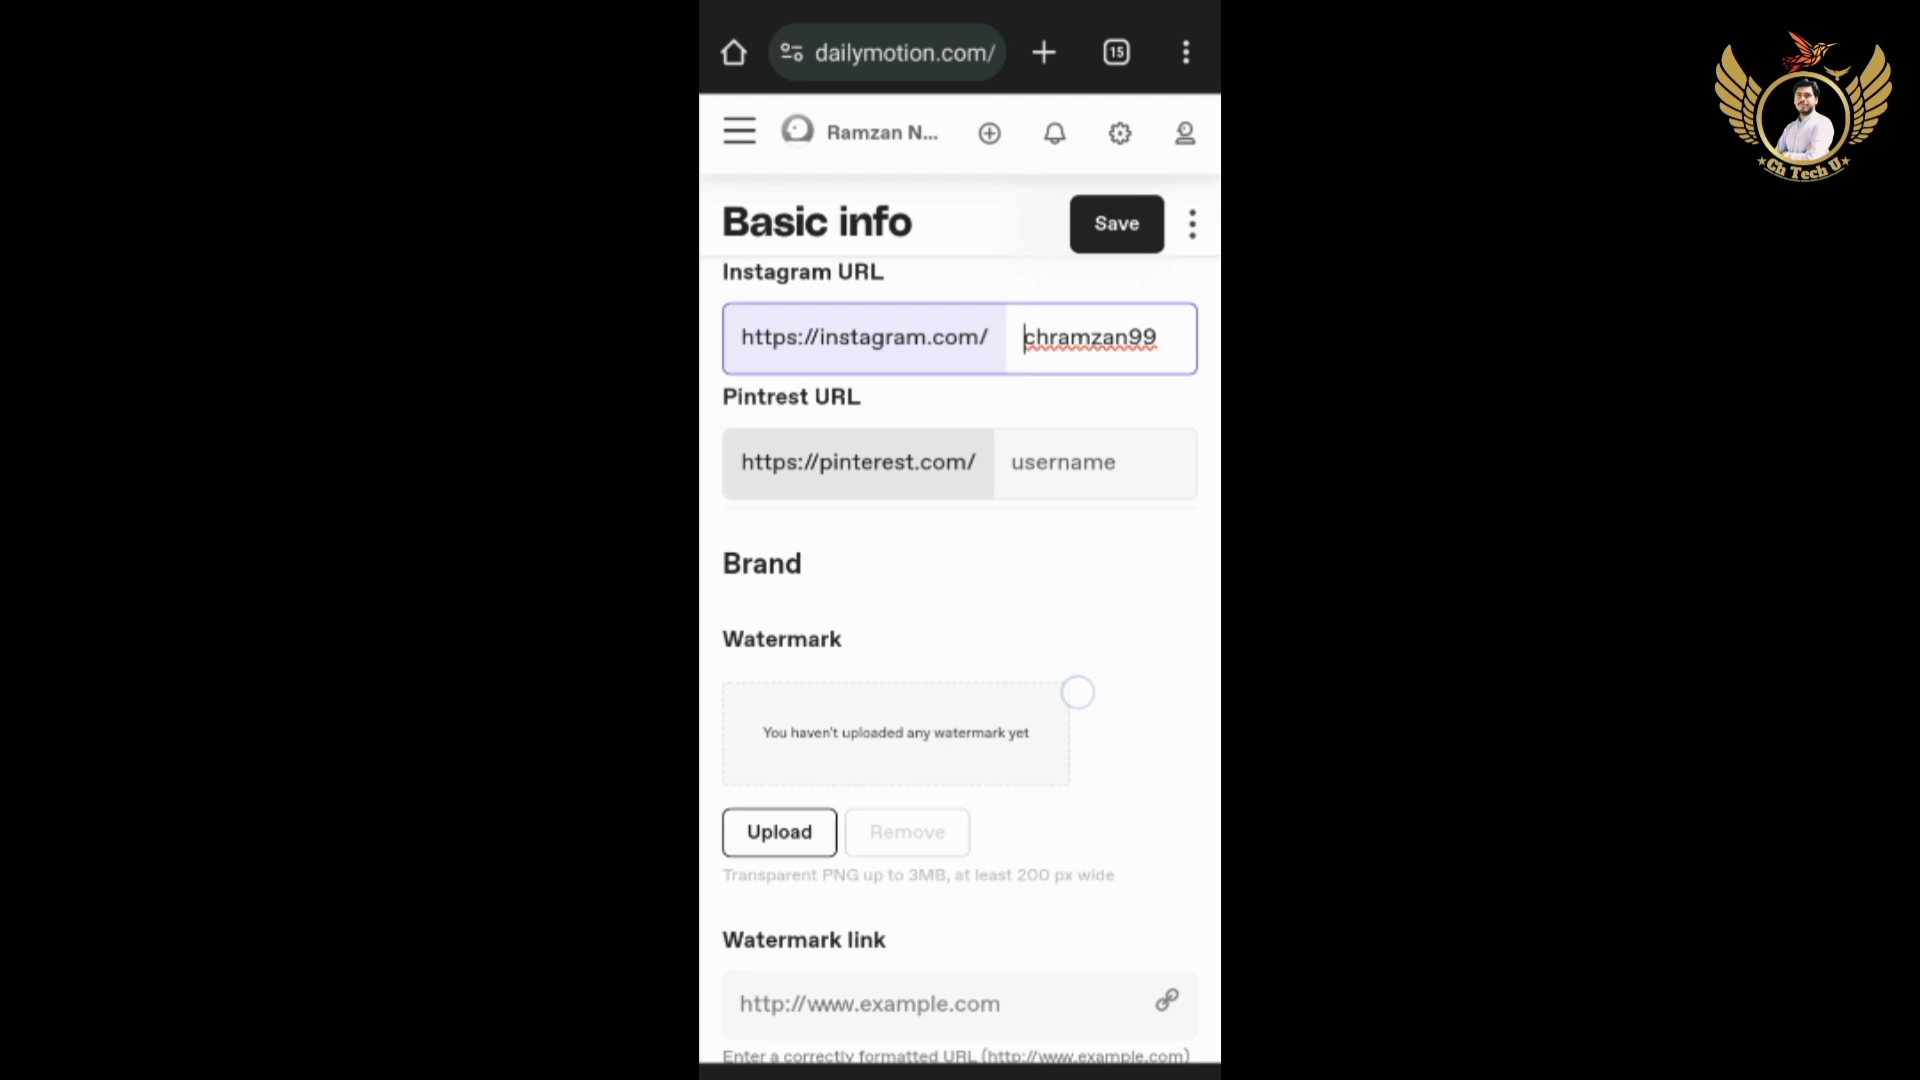 dailymotion.com/
15
Ramzan N...
Basic info
Save
Instagram URL
https://instagram.com/ chramzan99
Pintrest URL
https://pinterest.com/ username
Brand
Watermark
You haven't uploaded any watermark yet
Upload Remove
Transparent PNG up to 3MB, at least 200 px wide
Watermark link
http://www.example.com
Enter a correctly formatted URL (http://www.example.com)
Ch Tech U